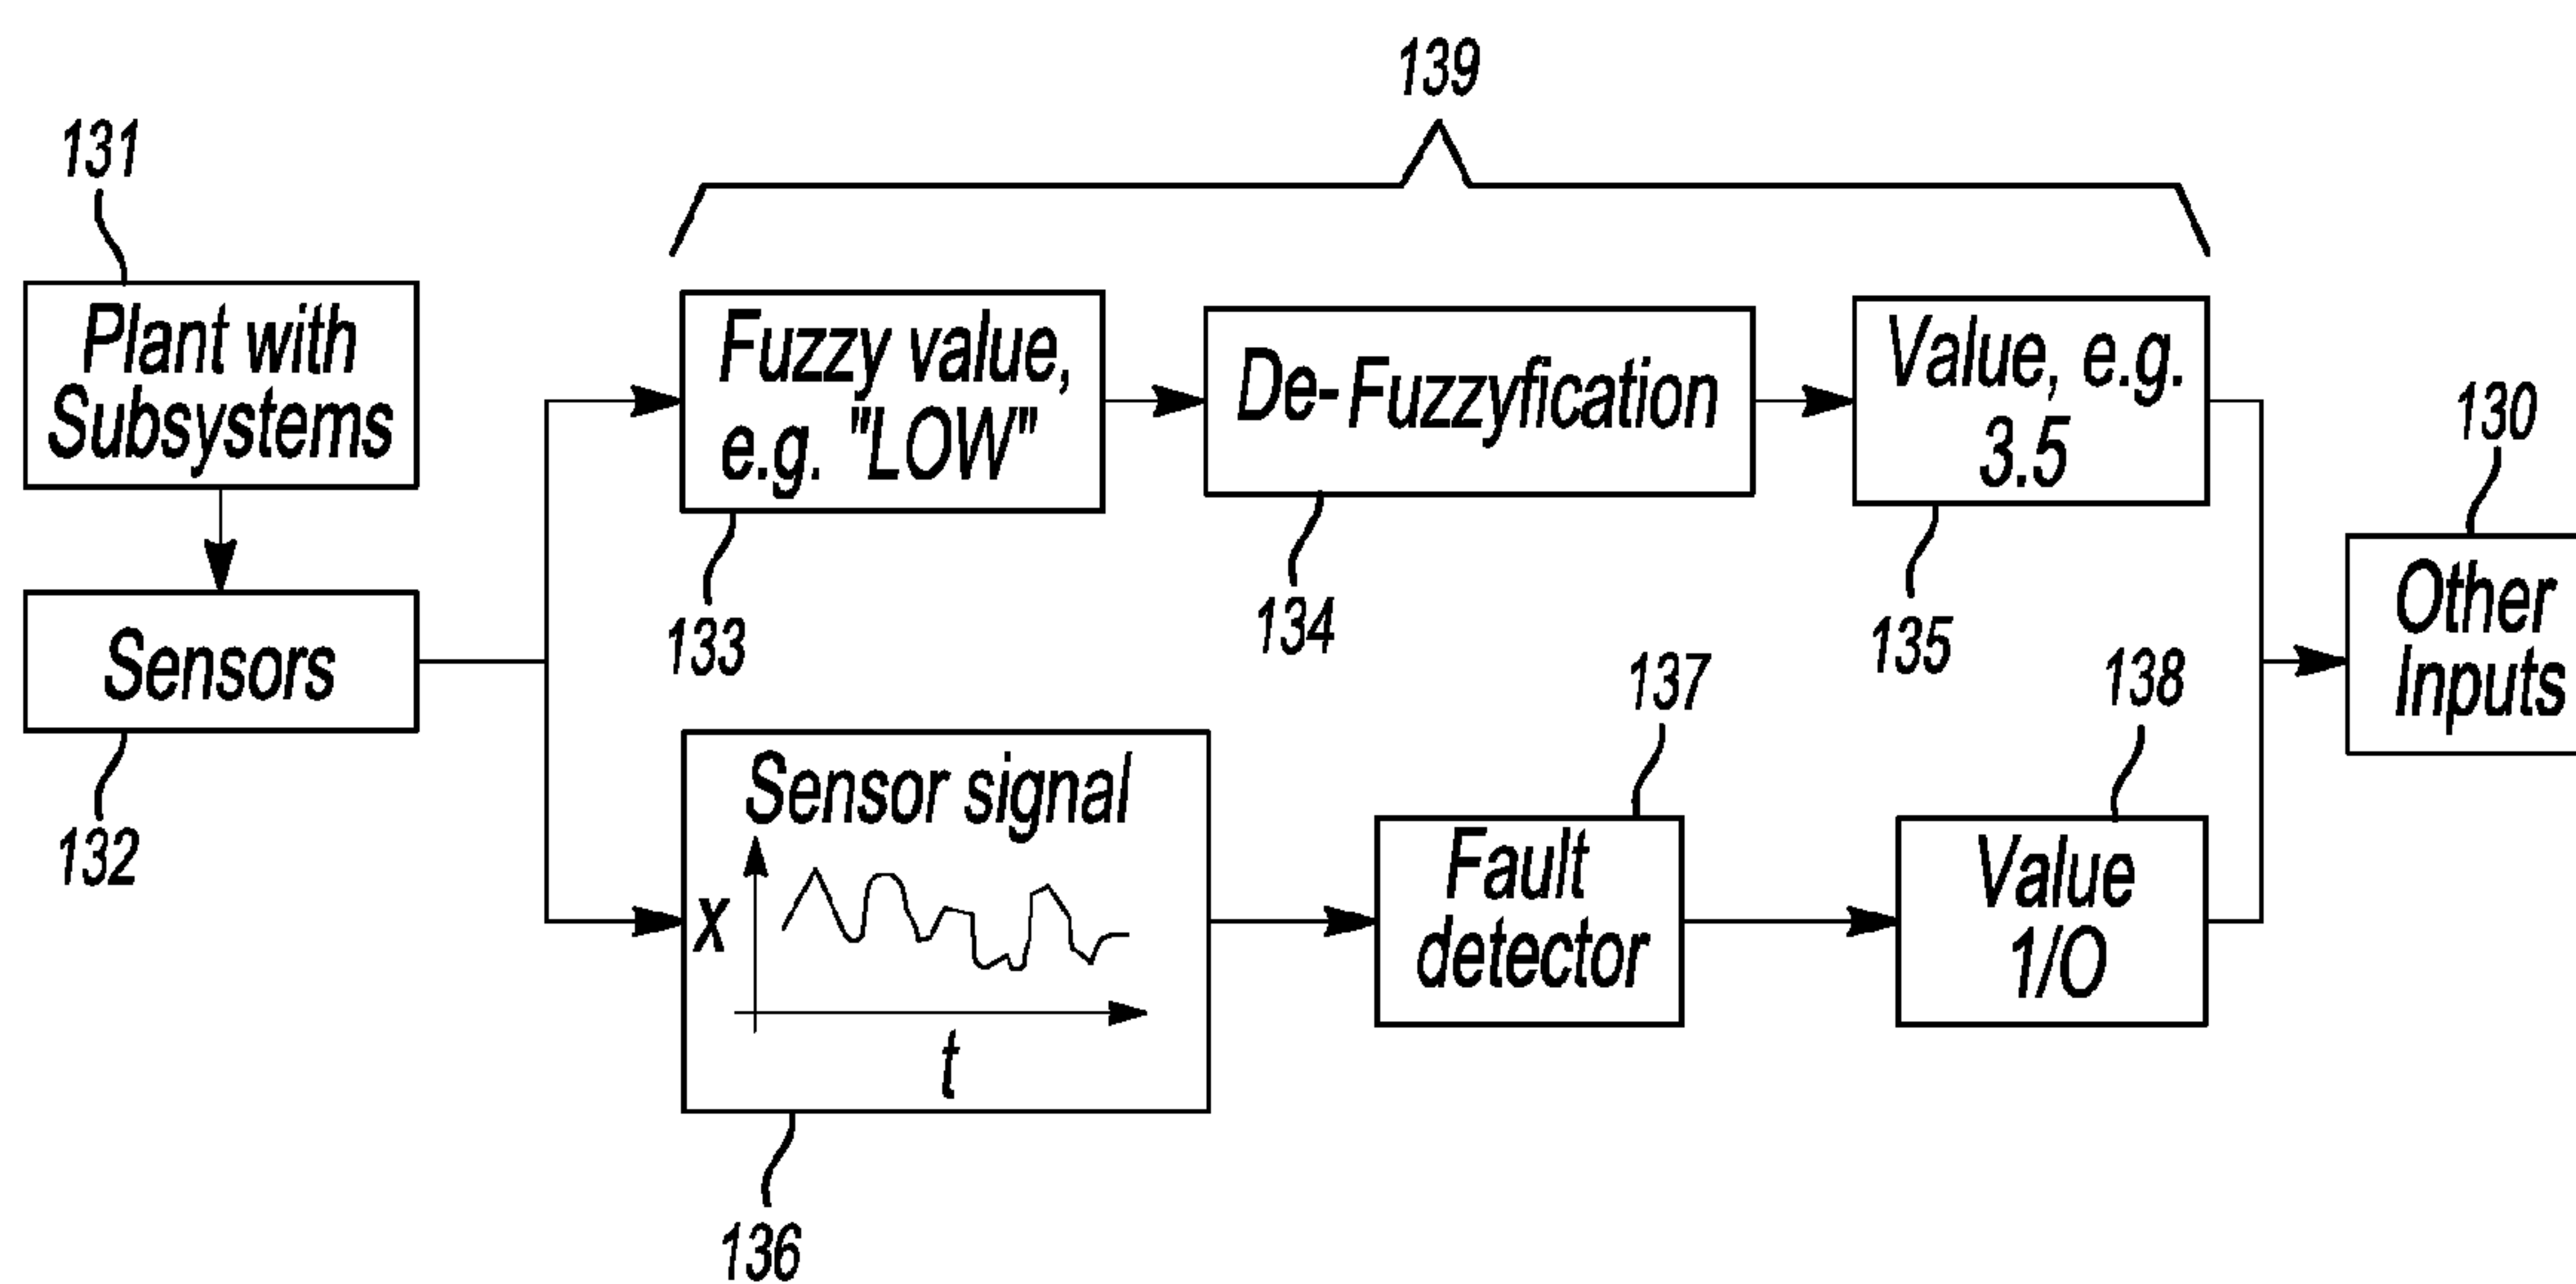 139
131
Plant with
Subsystems
Fuzzy value,
e.g. "LOW"
De-Fuzzyfication
Value, e.g.
3.5
130
Other
Inputs
Sensors
133
134
135
137
138
132
Sensor signal
x
t
Fault
detector
Value
1/O
136